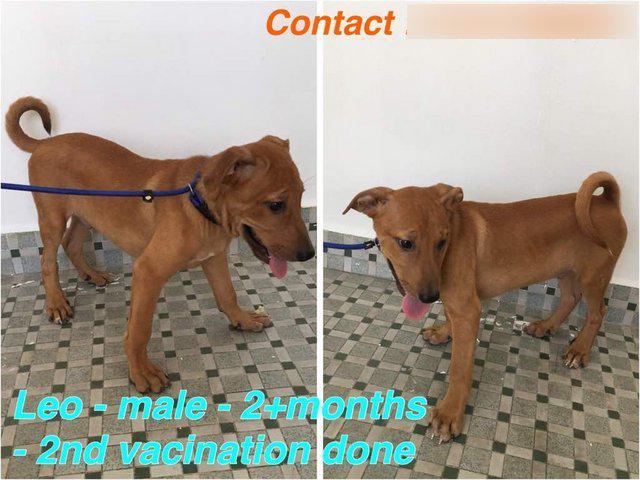 Contact
Leo - male - 2+months
- 2nd vacination done